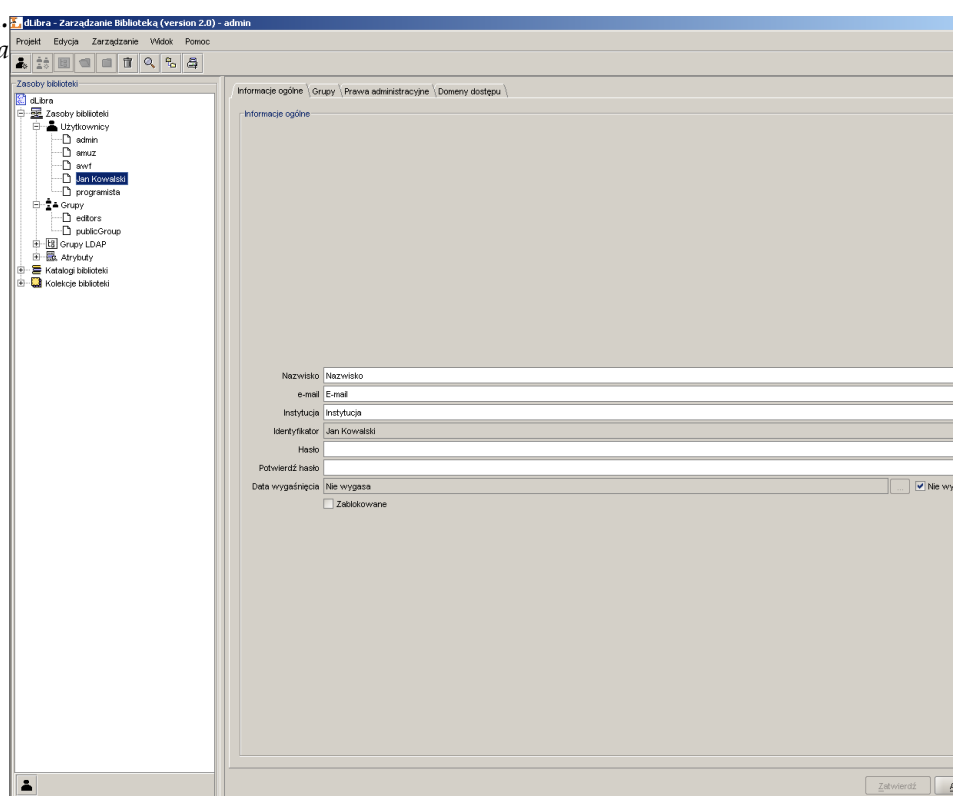 dLibra - Zarządzanie Biblioteką (version 2.0) - admin
Projekt Edycja Zarządzanie Widok Pomoc
Zasoby biblioteki
dLibra
Zasoby biblioteki
Użytkownicy
admin
amuz
awf
Jan Kowalski
programista
Grupy
editors
publicGroup
Grupy LDAP
Atrybuty
Katalogi biblioteki
Kolekcje biblioteki
Informacje ogólne Grupy Prawa administracyjne Domeny dostępu
Informacje ogólne
Nazwisko Nazwisko
e-mail E-mail
Instytucja Instytucja
Identyfikator Jan Kowalski
Hasło
Potwierdź hasło
Data wygaśnięcia Nie wygasa ... Nie wy
Zablokowane
Zatwierdź